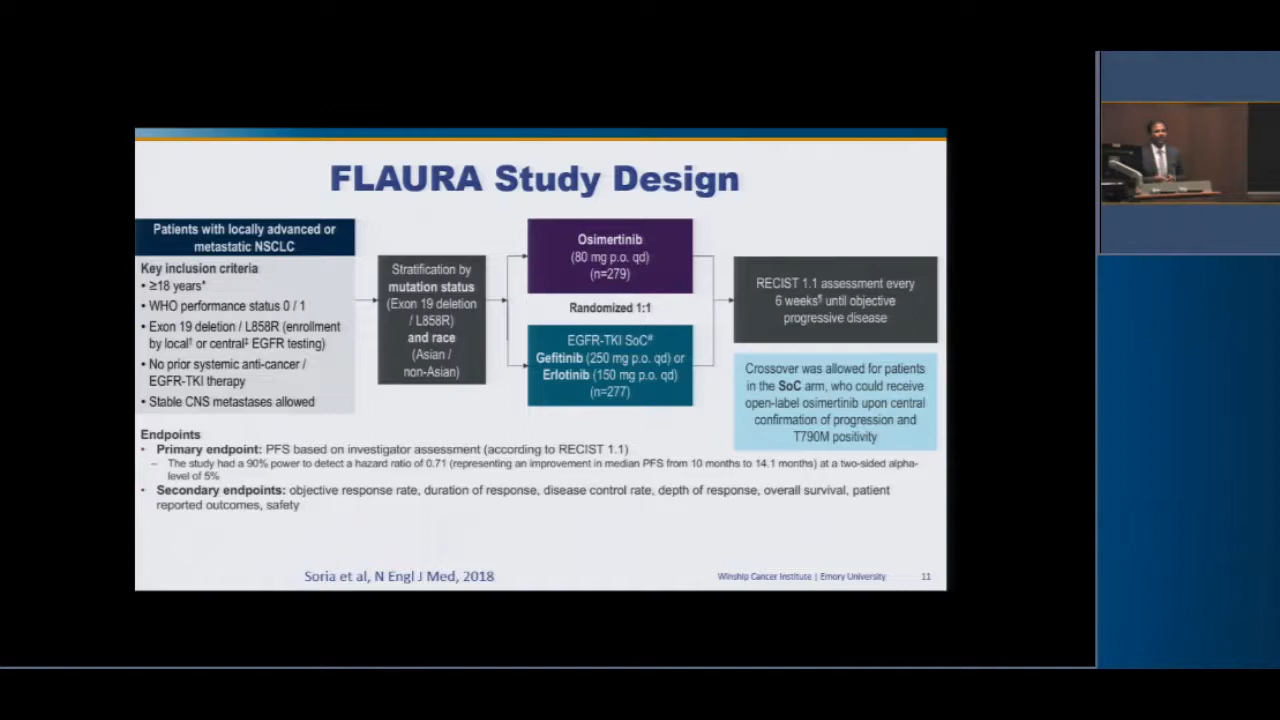 FLAURA Study Design
Patients with locally advanced or
metastatic NSCLC
Key inclusion criteria
• ≥18 years*
• WHO performance status 0 / 1
• Exon 19 deletion / L858R (enrollment
by local† or central‡ EGFR testing)
• No prior systemic anti-cancer /
EGFR-TKI therapy
• Stable CNS metastases allowed
Stratification by
mutation status
(Exon 19 deletion
/ L858R)
and race
(Asian /
non-Asian)
Osimertinib
(80 mg p.o. qd)
(n=279)
Randomized 1:1
EGFR-TKI SoC#
Gefitinib (250 mg p.o. qd) or
Erlotinib (150 mg p.o. qd)
(n=277)
RECIST 1.1 assessment every
6 weeks¶ until objective
progressive disease
Crossover was allowed for patients
in the SoC arm, who could receive
open-label osimertinib upon central
confirmation of progression and
T790M positivity
Endpoints
• Primary endpoint: PFS based on investigator assessment (according to RECIST 1.1)
– The study had a 90% power to detect a hazard ratio of 0.71 (representing an improvement in median PFS from 10 months to 14.1 months) at a two-sided alpha-
level of 5%
• Secondary endpoints: objective response rate, duration of response, disease control rate, depth of response, overall survival, patient
reported outcomes, safety
Soria et al, N Engl J Med, 2018
Winship Cancer Institute | Emory University
11